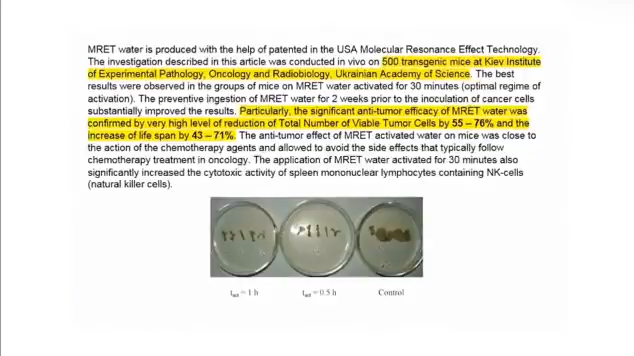 MRET water is produced with the help of patented in the USA Molecular Resonance Effect Technology.
The investigation described in this article was conducted in vivo on 500 transgenic mice at Kiev Institute
of Experimental Pathology, Oncology and Radiobiology, Ukrainian Academy of Science. The best
results were observed in the groups of mice on MRET water activated for 30 minutes (optimal regime of
activation). The preventive ingestion of MRET water for 2 weeks prior to the inoculation of cancer cells
substantially improved the results. Particularly, the significant anti-tumor efficacy of MRET water was
confirmed by very high level of reduction of Total Number of Viable Tumor Cells by 55 – 76% and the
increase of life span by 43 – 71%. The anti-tumor effect of MRET activated water on mice was close to
the action of the chemotherapy agents and allowed to avoid the side effects that typically follow
chemotherapy treatment in oncology. The application of MRET water activated for 30 minutes also
significantly increased the cytotoxic activity of spleen mononuclear lymphocytes containing NK-cells
(natural killer cells).
t_act = 1 h t_act = 0.5 h Control